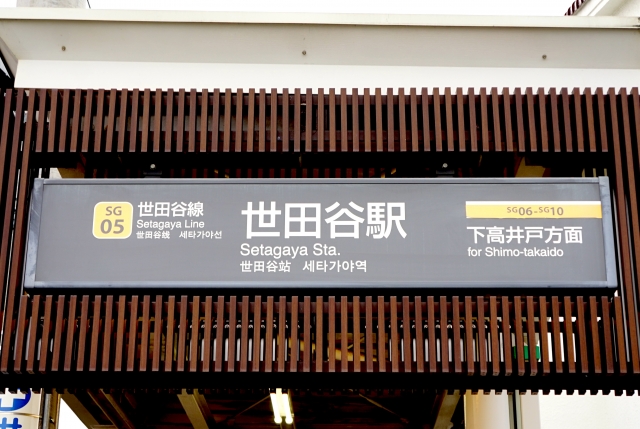 SG
05
世田谷線
Setagaya Line
世田谷线 세타가야선
世田谷駅
Setagaya Sta.
世田谷站 세타가야역
SG06-SG10
下高井戸方面
for Shimo-takaido